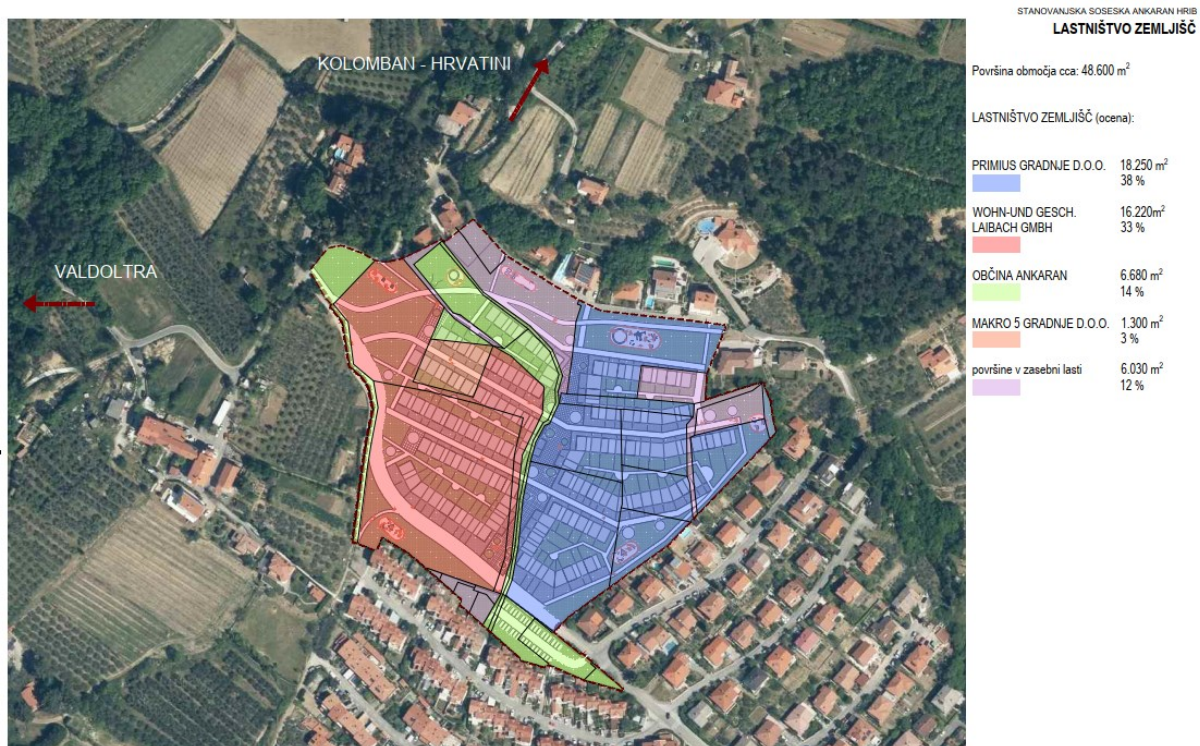 STANOVANJSKA SOSESKA ANKARAN HRIB
LASTNIŠTVO ZEMLJIŠČ
Površina območja cca: 48.600 m²
LASTNIŠTVO ZEMLJIŠČ (ocena):
PRIMIUS GRADNJE D.O.O. 18.250 m²
38 %
WOHN-UND GESCH. 16.220m²
LAIBACH GMBH 33 %
OBČINA ANKARAN 6.680 m²
14 %
MAKRO 5 GRADNJE D.O.O. 1.300 m²
3 %
površine v zasebni lasti 6.030 m²
12 %
KOLOMBAN - HRVATINI
VALDOLTRA